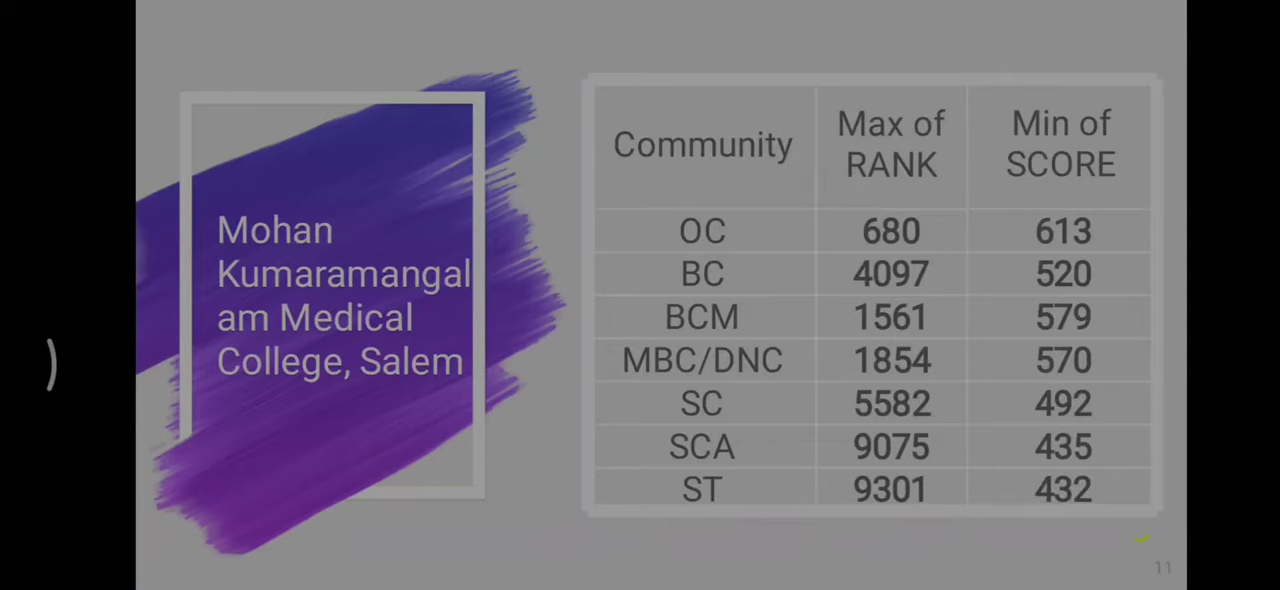 Mohan
Kumaramangal
am Medical
College, Salem
Community Max of RANK Min of SCORE
OC 680 613
BC 4097 520
BCM 1561 579
MBC/DNC 1854 570
SC 5582 492
SCA 9075 435
ST 9301 432
11